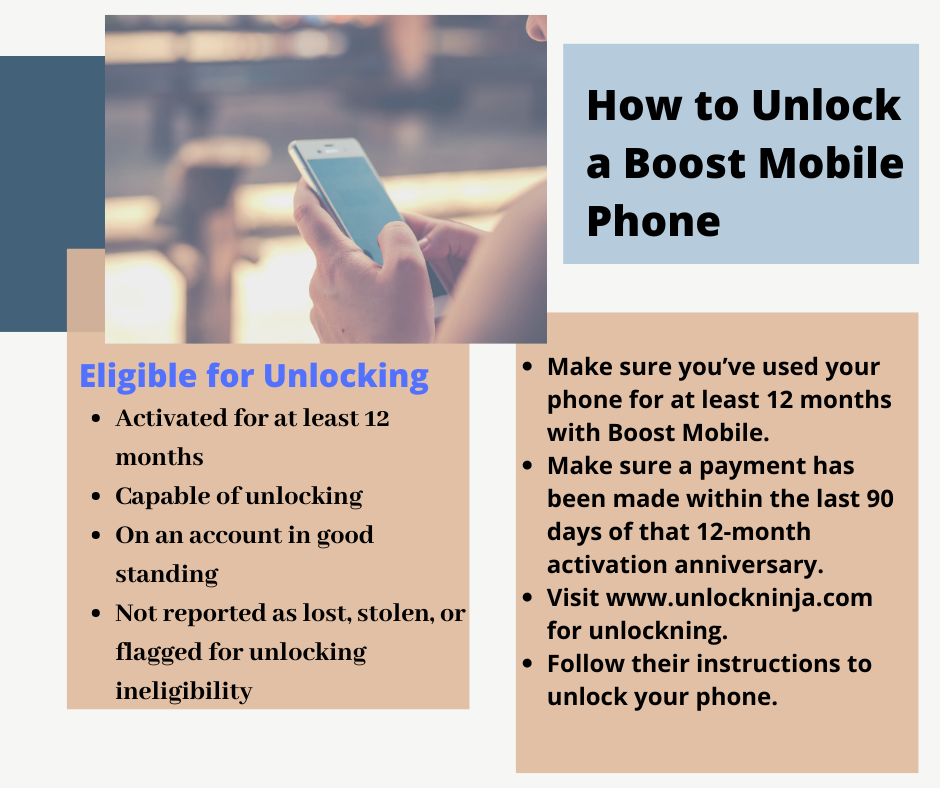 How to Unlock
a Boost Mobile
Phone
Eligible for Unlocking
• Activated for at least 12
months
• Capable of unlocking
• On an account in good
standing
• Not reported as lost, stolen, or
flagged for unlocking
ineligibility
• Make sure you’ve used your
phone for at least 12 months
with Boost Mobile.
• Make sure a payment has
been made within the last 90
days of that 12-month
activation anniversary.
• Visit www.unlockninja.com
for unlockning.
• Follow their instructions to
unlock your phone.